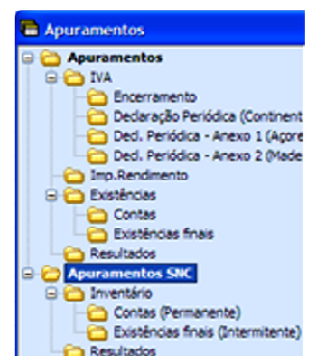 Apuramentos
Apuramentos
IVA
Encerramento
Declaração Periódica (Continent
Decl. Periódica - Anexo 1 (Açore
Decl. Periódica - Anexo 2 (Made
Imp.Rendimento
Existências
Contas
Existências finais
Resultados
Apuramentos SNC
Inventário
Contas (Permanente)
Existências finais (Intermitente)
Resultados